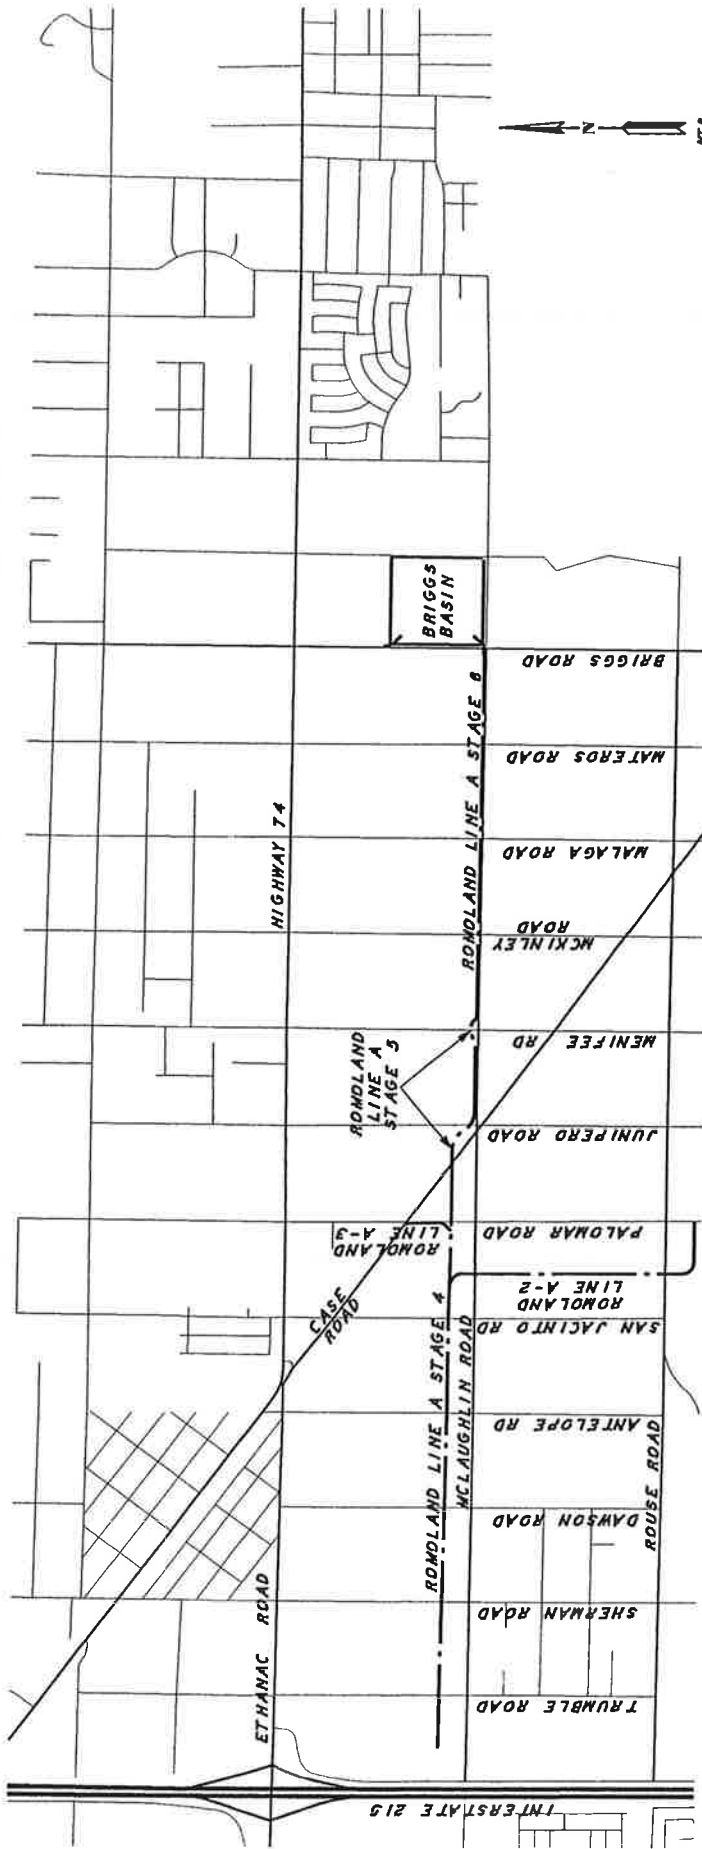 N
BRIGGS
BASIN
BRIGGS ROAD
ROMOLAND LINE A STAGE 6
MATEROS ROAD
HIGHWAY 74
MALAGA ROAD
MCKINLEY
ROAD
MENIFEE RD
ROMOLAND
LINE A
STAGE 5
JUNIPERO ROAD
ROMOLAND
LINE A-3
PALOMAR ROAD
ROMOLAND
LINE A-2
CASE
ROAD
SAN JACINTO RD
ROMOLAND LINE A STAGE 4
MCLAUGHLIN ROAD
ANTELOPE RD
DAWSON ROAD
ROUSE ROAD
ETHANAC ROAD
SHERMAN ROAD
TRUMBLE ROAD
INTERSTATE 215